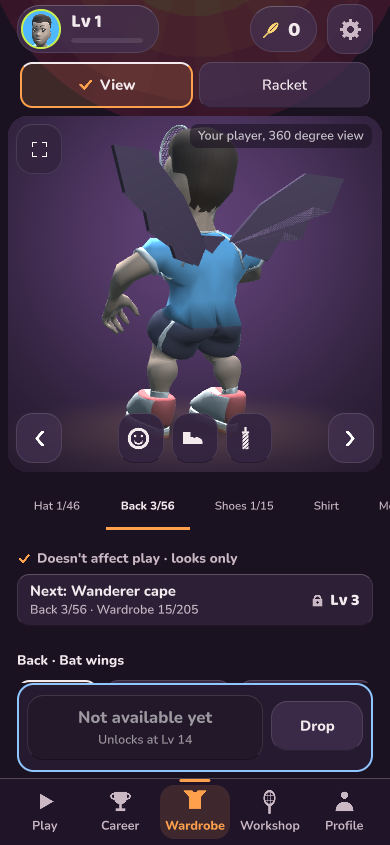 Lv 1
0
View
Racket
Your player, 360 degree view
Hat 1/46
Back 3/56
Shoes 1/15
Shirt
Doesn't affect play · looks only
Next: Wanderer cape
Back 3/56 · Wardrobe 15/205
Lv 3
Back · Bat wings
Not available yet
Unlocks at Lv 14
Drop
Play
Career
Wardrobe
Workshop
Profile